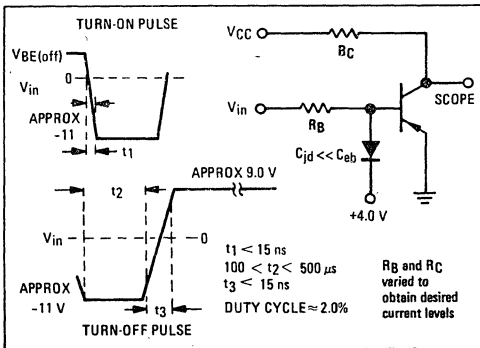 TURN-ON PULSE
VBE(off)
0
Vin
APPROX
-11
t1
VCC
BC
Vin
RB
SCOPE
Cjd << Ceb
+4.0 V
t2
APPROX 9.0 V
Vin
0
APPROX
-11 V
t3
TURN-OFF PULSE
t1 < 15 ns
100 < t2 < 500 µs
t3 < 15 ns
DUTY CYCLE ≈ 2.0%
RB and RC
varied to
obtain desired
current levels